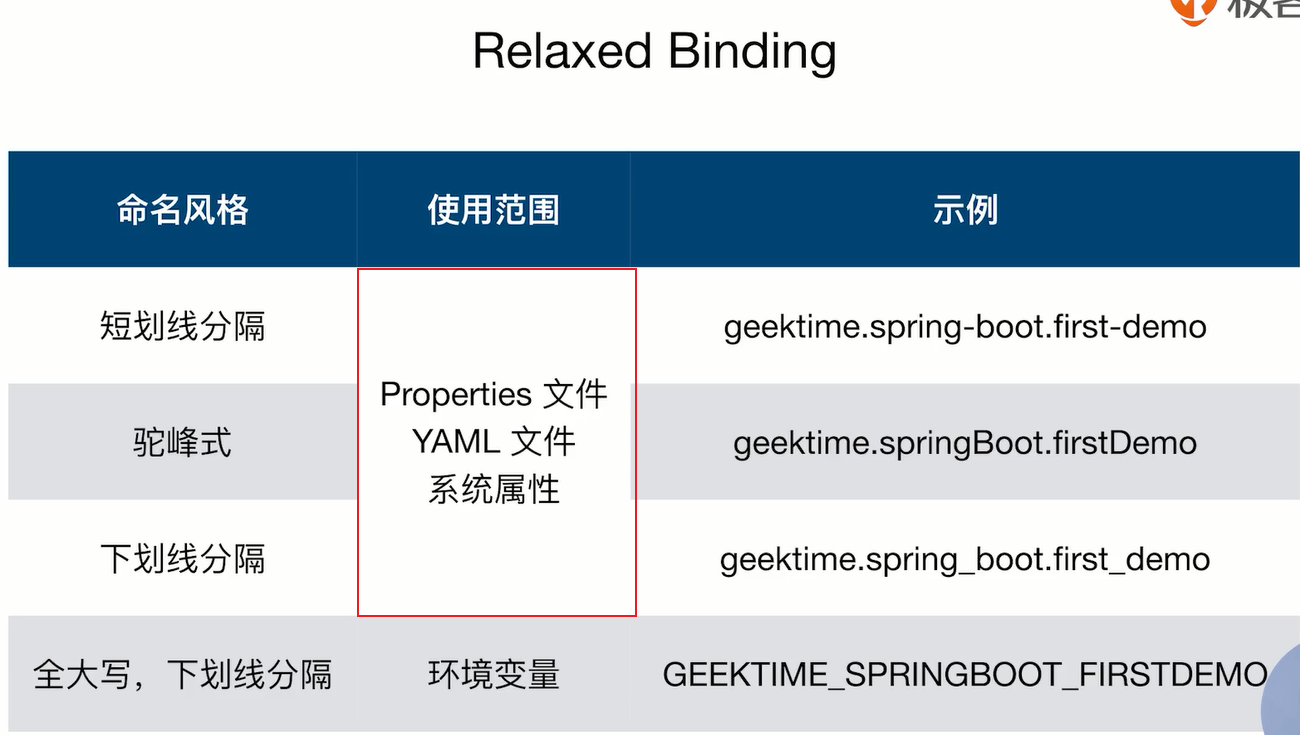 Relaxed Binding
命名风格 使用范围 示例
短划线分隔 geektime.spring-boot.first-demo
Properties 文件
驼峰式 YAML 文件 geektime.springBoot.firstDemo
系统属性
下划线分隔 geektime.spring_boot.first_demo
全大写，下划线分隔 环境变量 GEEKTIME_SPRINGBOOT_FIRSTDEMO